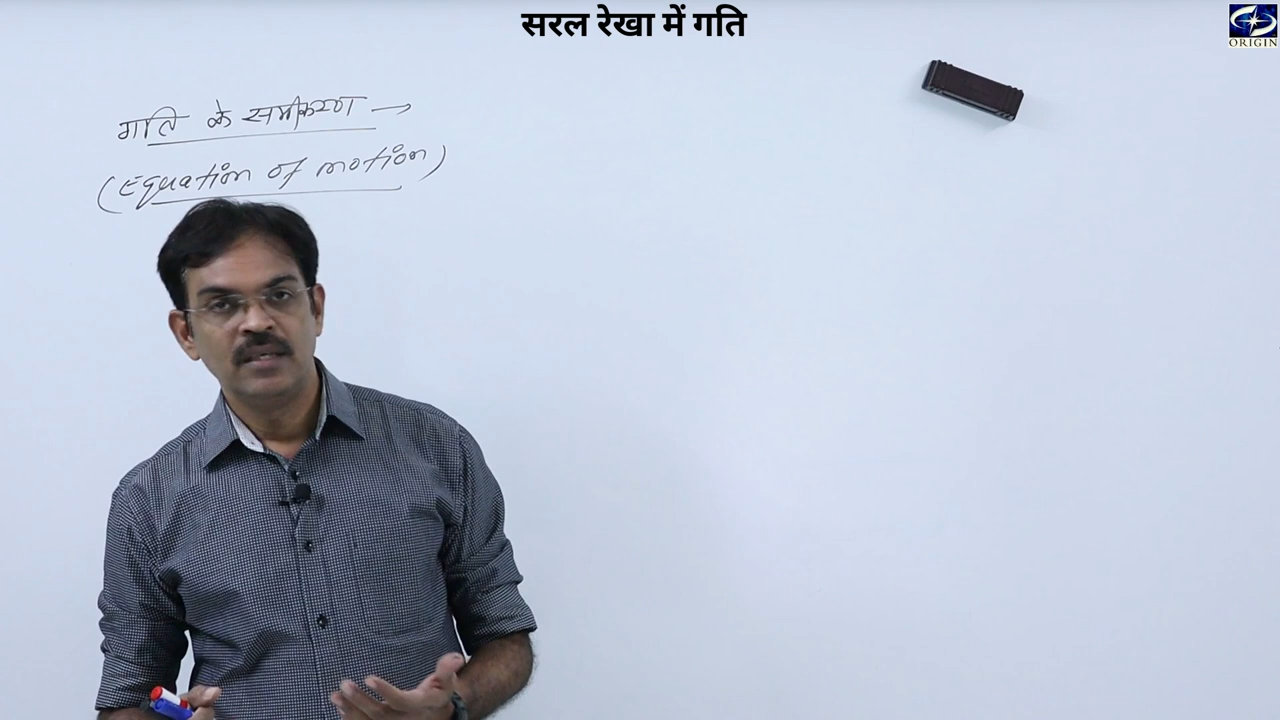 सरल रेखा में गति
ORIGIN
गति के समीकरण →
(Equation of motion)